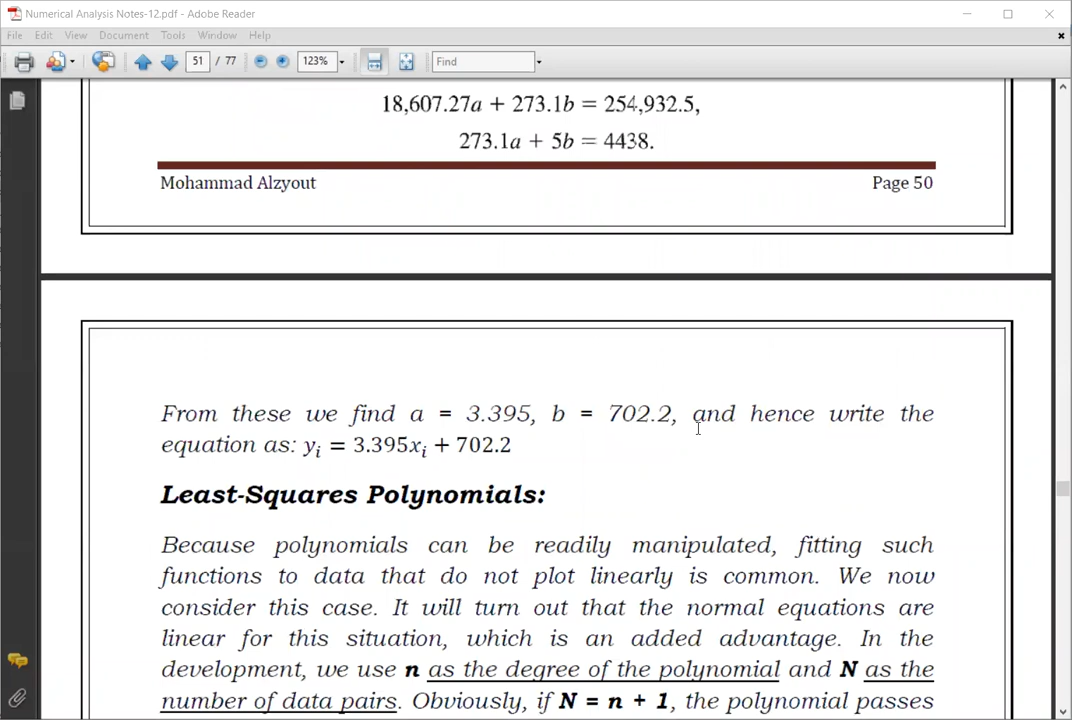 Numerical Analysis Notes-12.pdf - Adobe Reader
File Edit View Document Tools Window Help
51 / 77 123% Find
18,607.27a + 273.1b = 254,932.5,
273.1a + 5b = 4438.
Mohammad Alzyout Page 50
From these we find a = 3.395, b = 702.2, and hence write the
equation as: yᵢ = 3.395xᵢ + 702.2
Least-Squares Polynomials:
Because polynomials can be readily manipulated, fitting such
functions to data that do not plot linearly is common. We now
consider this case. It will turn out that the normal equations are
linear for this situation, which is an added advantage. In the
development, we use n as the degree of the polynomial and N as the
number of data pairs. Obviously, if N = n + 1, the polynomial passes